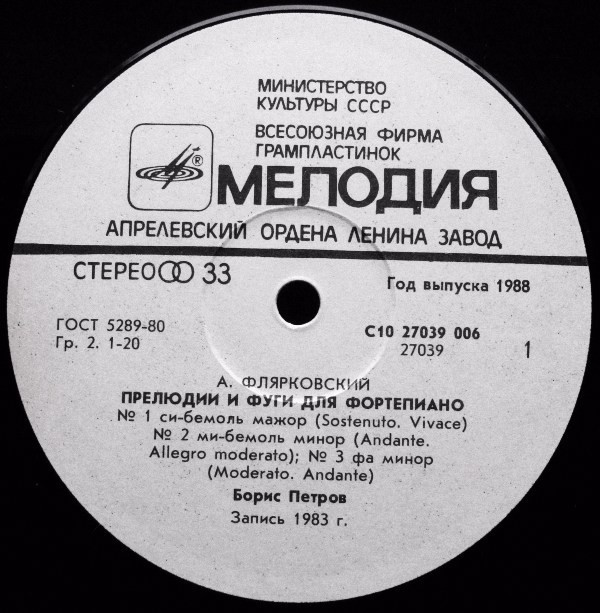 МИНИСТЕРСТВО
КУЛЬТУРЫ СССР
ВСЕСОЮЗНАЯ ФИРМА
ГРАМПЛАСТИНОК
®
МЕЛОДИЯ
АПРЕЛЕВСКИЙ ОРДЕНА ЛЕНИНА ЗАВОД
СТЕРЕО 33
Год выпуска 1988
ГОСТ 5289-80
Гр. 2. 1-20
С10 27039 006
27039
1
А. ФЛЯРКОВСКИЙ
ПРЕЛЮДИИ И ФУГИ ДЛЯ ФОРТЕПИАНО
№ 1 си-бемоль мажор (Sostenuto. Vivace)
№ 2 ми-бемоль минор (Andante.
Allegro moderato); № 3 фа минор
(Moderato. Andante)
Борис Петров
Запись 1983 г.